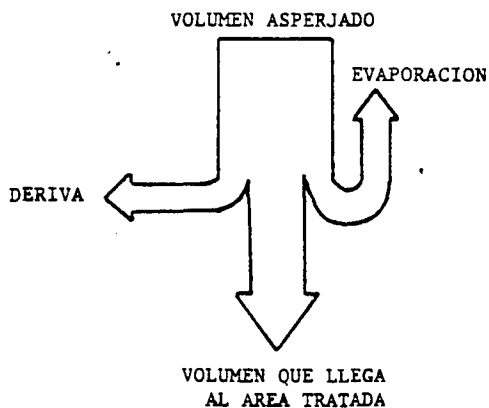 VOLUMEN ASPERJADO
EVAPORACION
DERIVA
VOLUMEN QUE LLEGA
AL AREA TRATADA